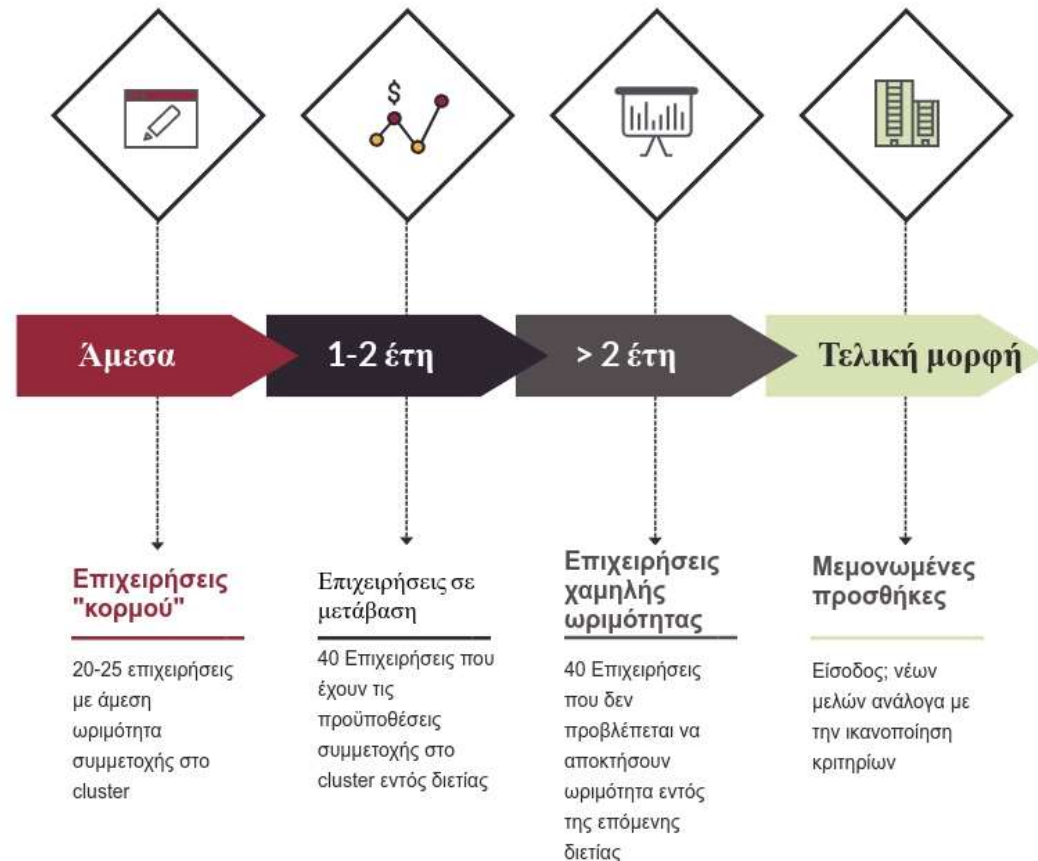 $
Άμεσα
1-2 έτη
> 2 έτη
Τελική μορφή
Επιχειρήσεις
"κορμού"
20-25 επιχειρήσεις
με άμεση
ωριμότητα
συμμετοχής στο
cluster
Επιχειρήσεις σε
μετάβαση
40 Επιχειρήσεις που
έχουν τις
προϋποθέσεις
συμμετοχής στο
cluster εντός διετίας
Επιχειρήσεις
χαμηλής
ωριμότητας
40 Επιχειρήσεις
που δεν
προβλέπεται να
αποκτήσουν
ωριμότητα εντός
της επόμενης
διετίας
Μεμονωμένες
προσθήκες
Είσοδος; νέων
μελών ανάλογα με
την ικανοποίηση
κριτηρίων